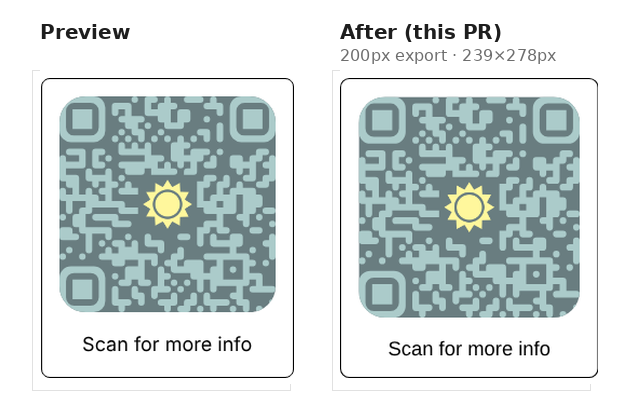 Preview
After (this PR)
200px export · 239×278px
Scan for more info
Scan for more info